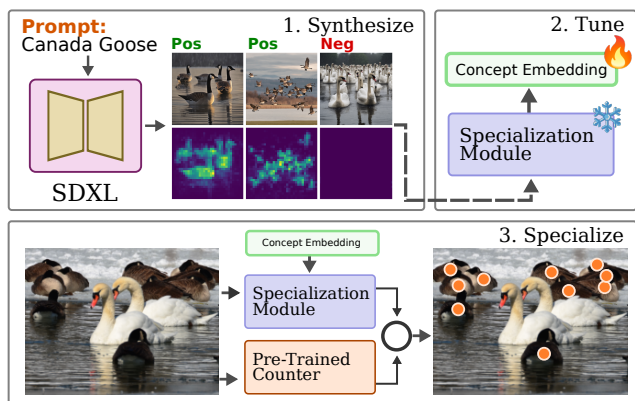 Prompt:
Canada Goose
SDXL
1. Synthesize
Pos Pos Neg
2. Tune
Concept Embedding
Specialization
Module
3. Specialize
Concept Embedding
Specialization
Module
Pre-Trained
Counter